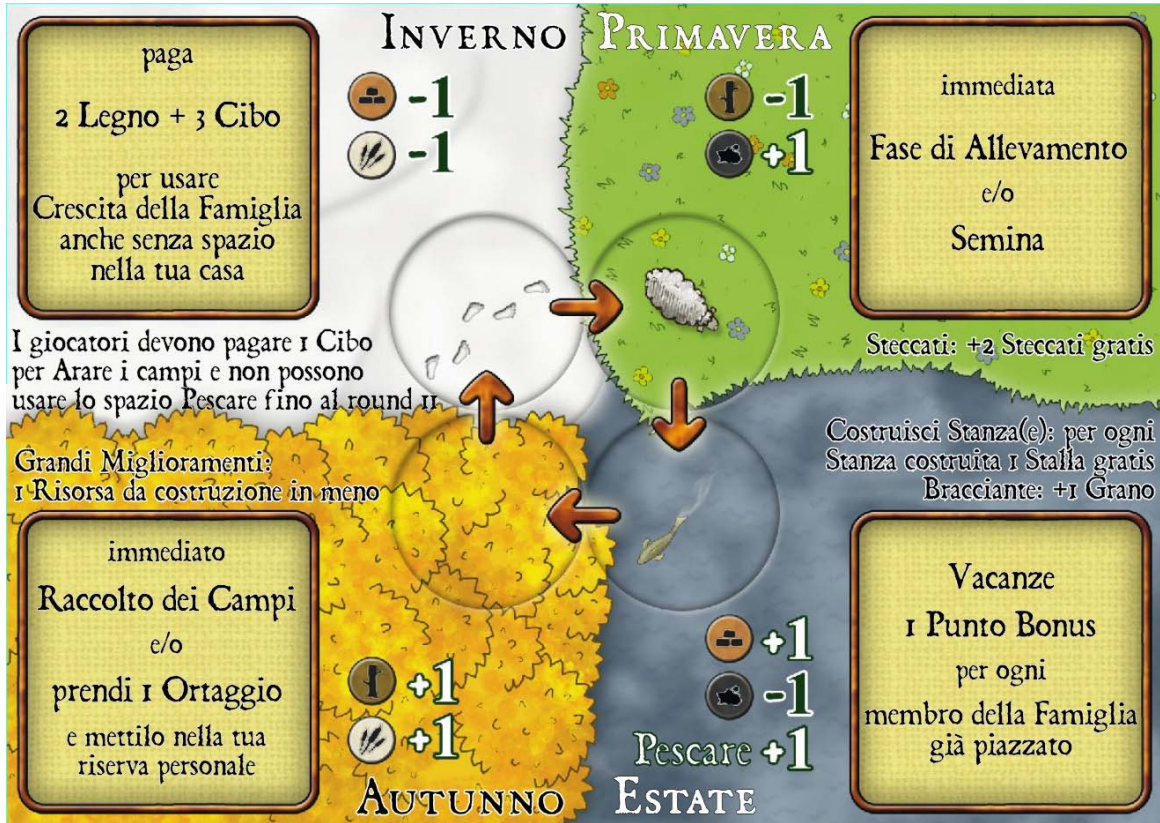 INVERNO
paga
2 Legno + 3 Cibo
per usare
Crescita della Famiglia
anche senza spazio
nella tua casa
-1
-1
I giocatori devono pagare 1 Cibo
per Arare i campi e non possono
usare lo spazio Pescare fino al round 11
PRIMAVERA
-1
+1
immediata
Fase di Allevamento
e/o
Semina
Steccati: +2 Steccati gratis
Grandi Miglioramenti:
1 Risorsa da costruzione in meno
immediato
Raccolto dei Campi
e/o
prendi 1 Ortaggio
e mettilo nella tua
riserva personale
+1
+1
AUTUNNO
Costruisci Stanza(e): per ogni
Stanza costruita 1 Stalla gratis
Bracciante: +1 Grano
Vacanze
1 Punto Bonus
per ogni
membro della Famiglia
già piazzato
+1
-1
Pescare +1
ESTATE